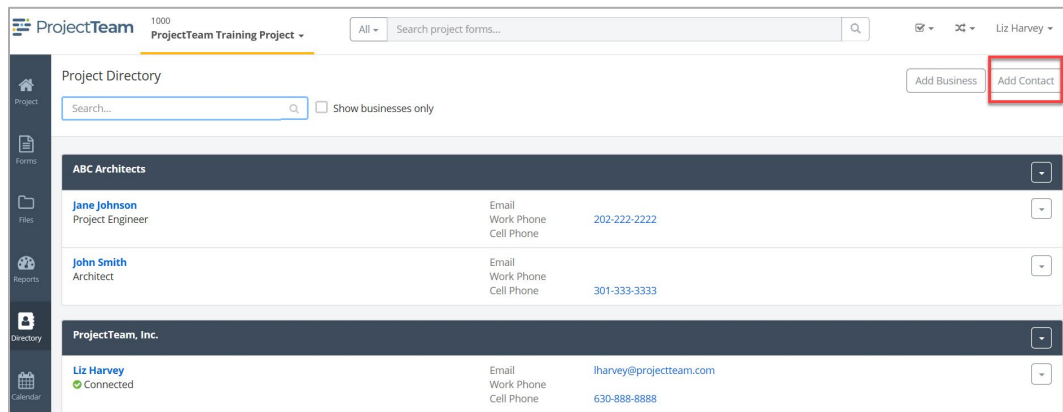 ProjectTeam
1000
ProjectTeam Training Project
All
Search project forms...
Liz Harvey
Project
Forms
Files
Reports
Directory
Calendar
Project Directory
Add Business
Add Contact
Search...
Show businesses only
ABC Architects
Jane Johnson
Project Engineer
Email
Work Phone 202-222-2222
Cell Phone
John Smith
Architect
Email
Work Phone
Cell Phone 301-333-3333
ProjectTeam, Inc.
Liz Harvey
Connected
Email lharvey@projectteam.com
Work Phone
Cell Phone 630-888-8888